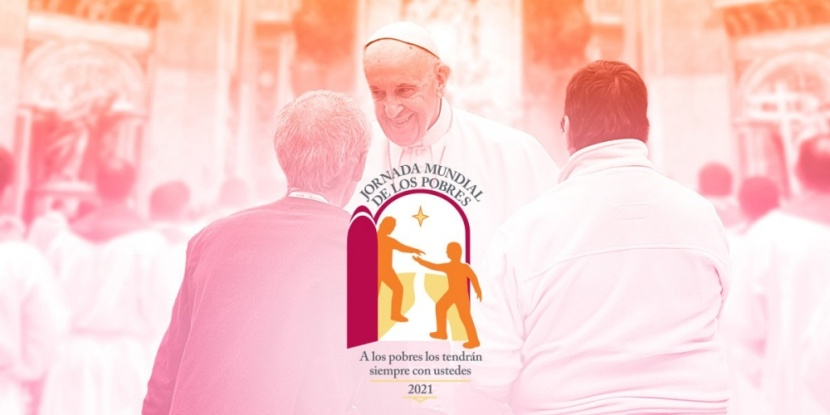 JORNADA MUNDIAL
DE LOS POBRES
A los pobres los tendrán
siempre con ustedes
2021